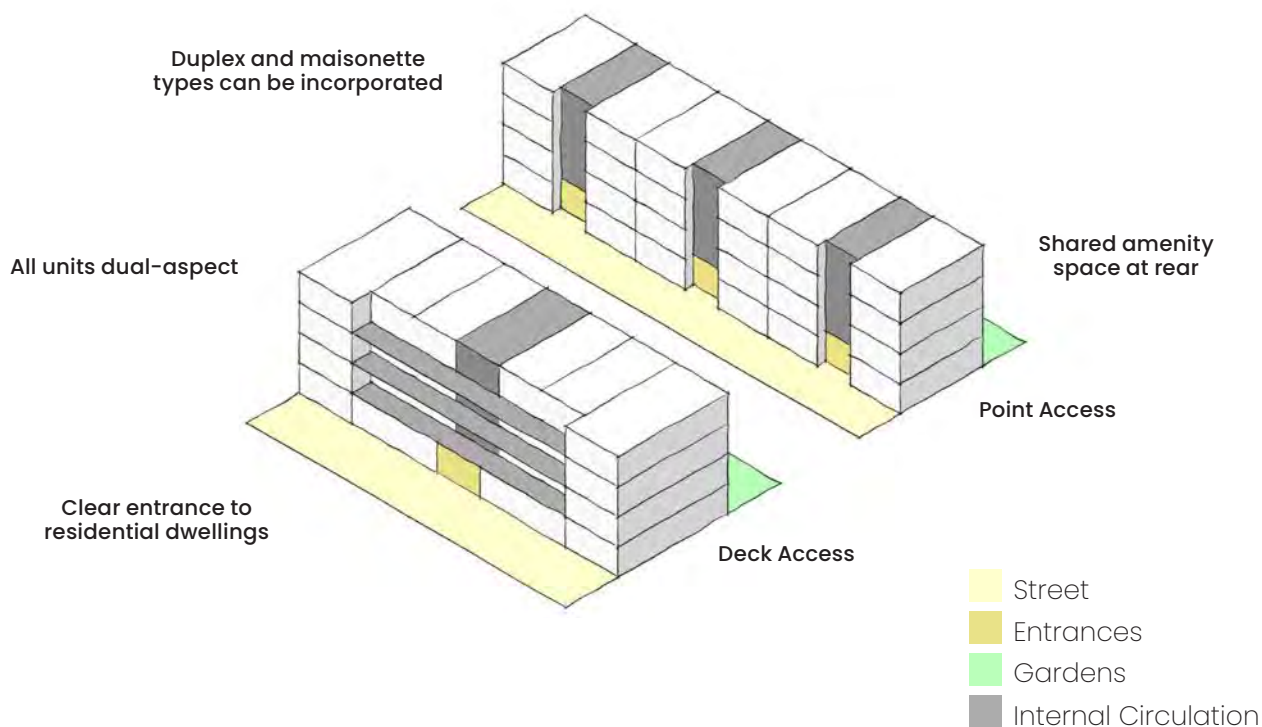 Duplex and maisonette
types can be incorporated
All units dual-aspect
Shared amenity
space at rear
Point Access
Clear entrance to
residential dwellings
Deck Access
Street
Entrances
Gardens
Internal Circulation